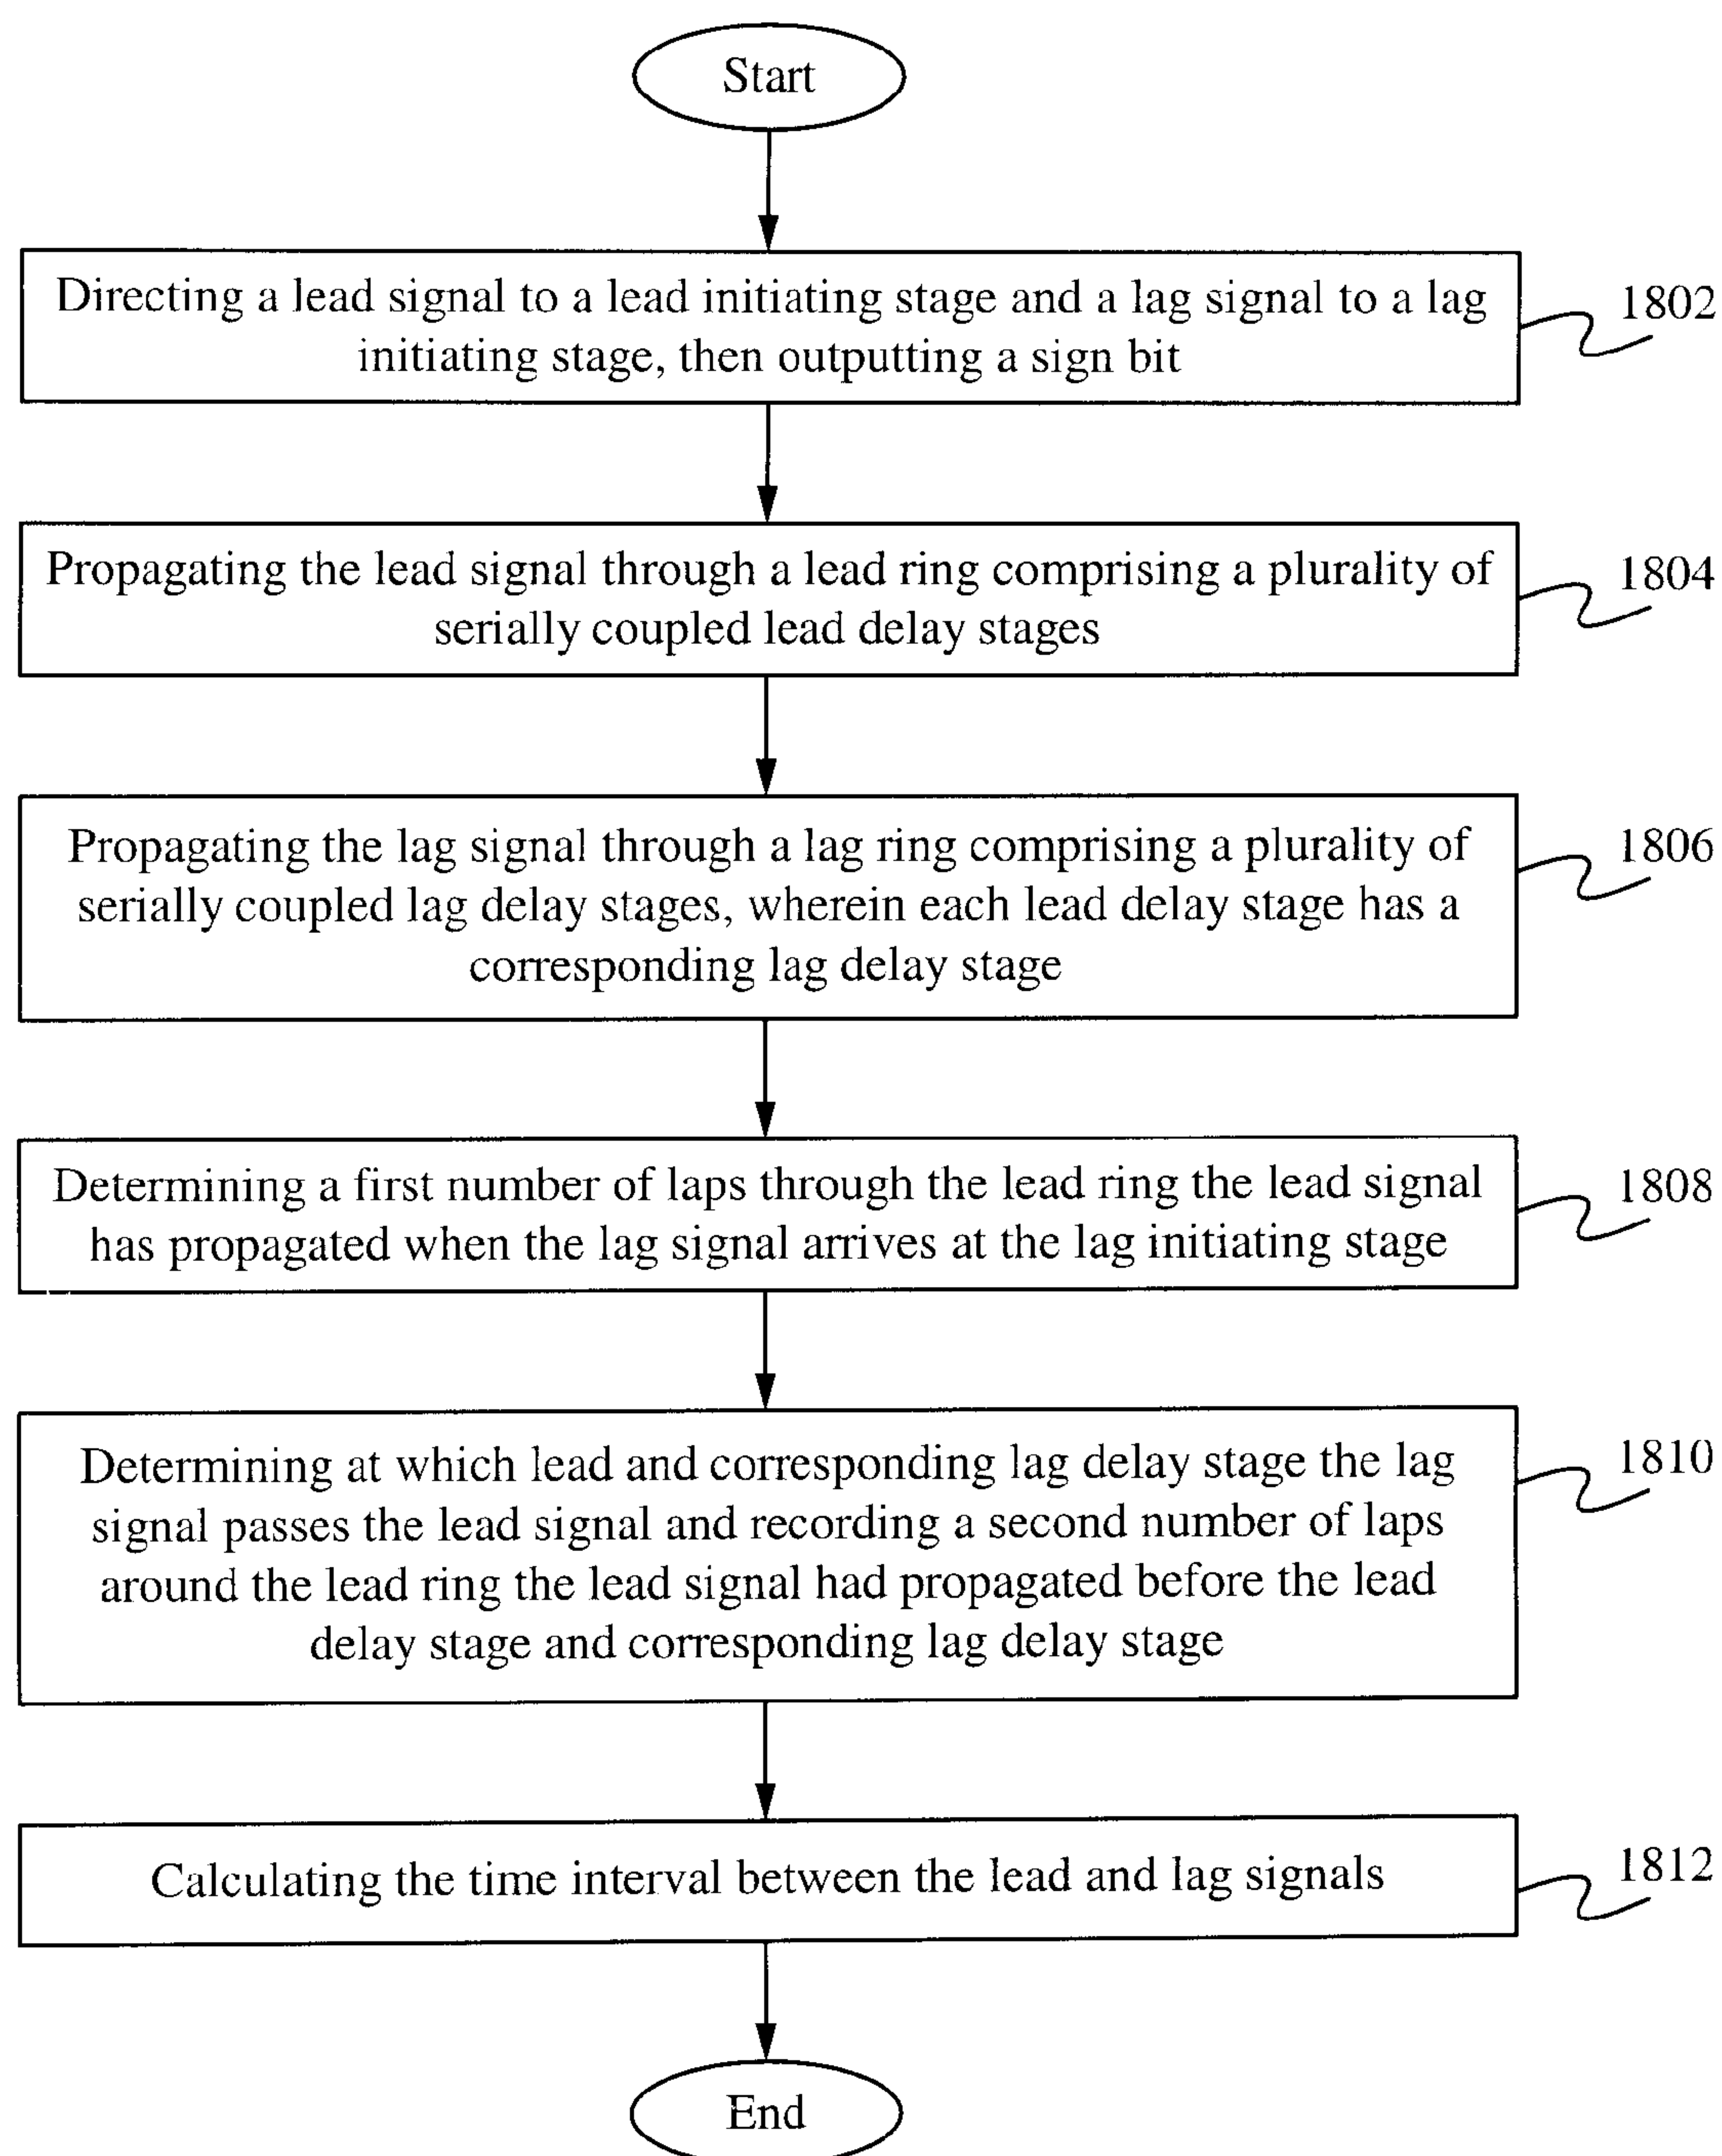 Start
Directing a lead signal to a lead initiating stage and a lag signal to a lag
initiating stage, then outputting a sign bit
1802
Propagating the lead signal through a lead ring comprising a plurality of
serially coupled lead delay stages
1804
Propagating the lag signal through a lag ring comprising a plurality of
serially coupled lag delay stages, wherein each lead delay stage has a
corresponding lag delay stage
1806
Determining a first number of laps through the lead ring the lead signal
has propagated when the lag signal arrives at the lag initiating stage
1808
Determining at which lead and corresponding lag delay stage the lag
signal passes the lead signal and recording a second number of laps
around the lead ring the lead signal had propagated before the lead
delay stage and corresponding lag delay stage
1810
Calculating the time interval between the lead and lag signals
1812
End